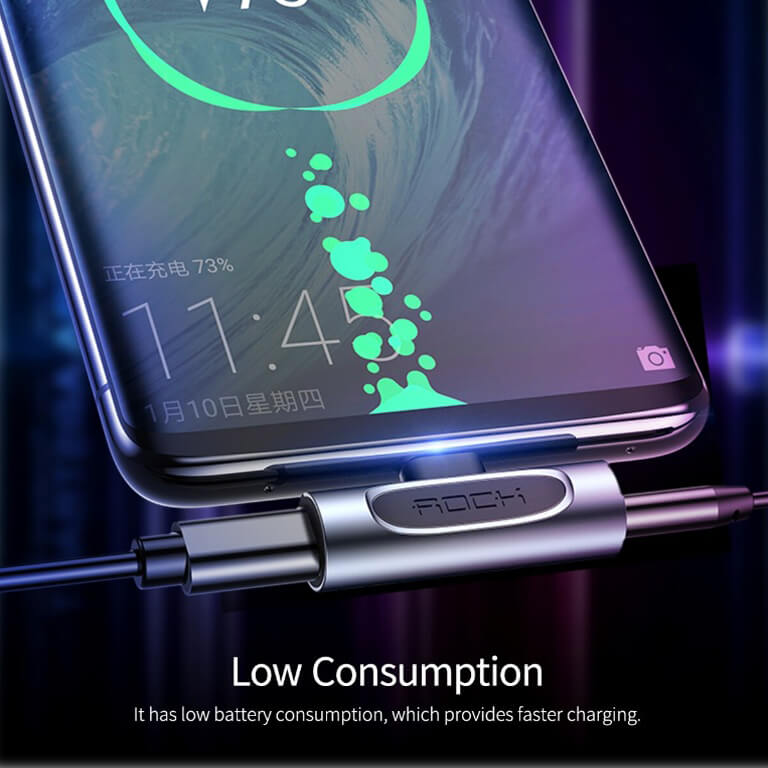 正在充电 73%
11:45
1月10日星期四
ROCK
Low Consumption
It has low battery consumption, which provides faster charging.